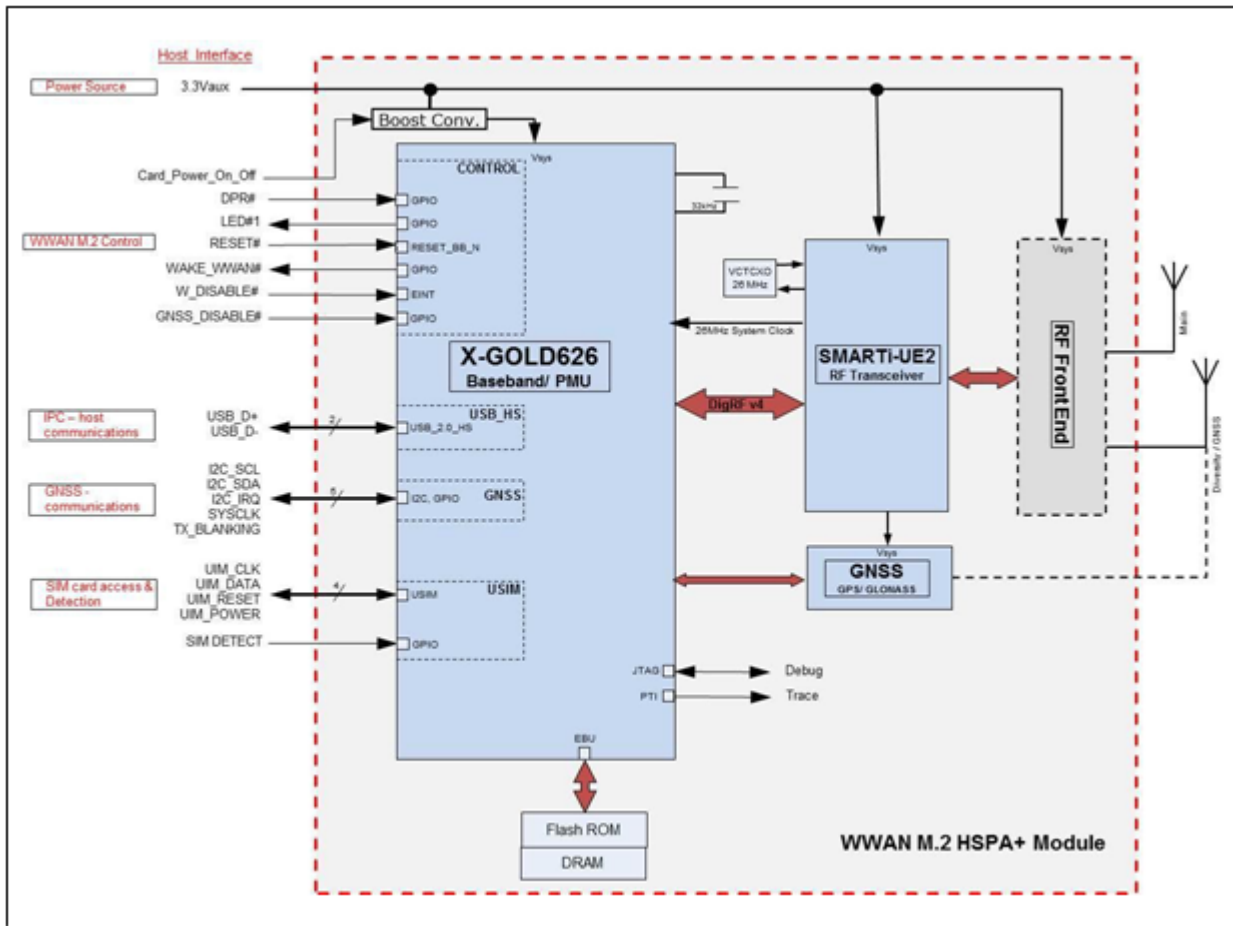 Host Interface
Power Source
3.3Vaux
Boost Conv.
Vsys
CONTROL
Card_Power_On_Off
DPR#
GPIO
LED#1
GPIO
WWAN M.2 Control
RESET#
RESET_BB_N
WAKE_WWAN#
GPIO
W_DISABLE#
EINT
GNSS_DISABLE#
GPIO
32kHz
X-GOLD626
Baseband/ PMU
VCTCXO
26 MHz
26MHz System Clock
Vsys
SMARTi-UE2
RF Transceiver
DigRF v4
Vsys
RF Front End
Main
Diversity / GNSS
IPC – host
communications
USB_D+
USB_D-
2
USB_HS
USB_2.0_HS
GNSS -
communications
I2C_SCL
I2C_SDA
I2C_IRQ
SYSCLK
TX_BLANKING
I2C, GPIO
GNSS
Vsys
GNSS
GPS/ GLONASS
SIM card access &
Detection
UIM_CLK
UIM_DATA
UIM_RESET
UIM_POWER
4
USIM
USIM
SIM DETECT
GPIO
JTAG
Debug
PTI
Trace
EBU
Flash ROM
DRAM
WWAN M.2 HSPA+ Module